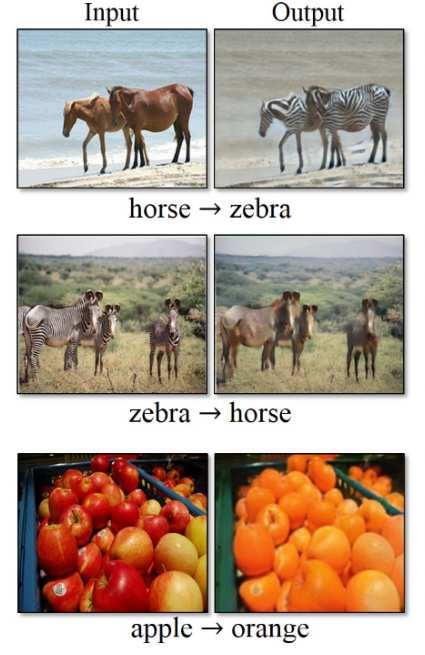 Input Output
horse → zebra
zebra → horse
apple → orange